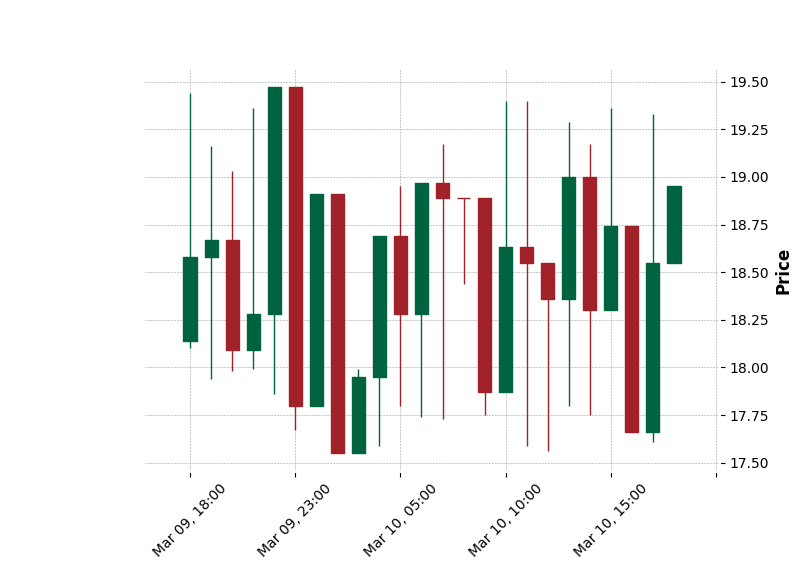 19.50
19.25
19.00
18.75
18.50
18.25
18.00
17.75
17.50
Price
Mar 09, 18:00
Mar 09, 23:00
Mar 10, 05:00
Mar 10, 10:00
Mar 10, 15:00